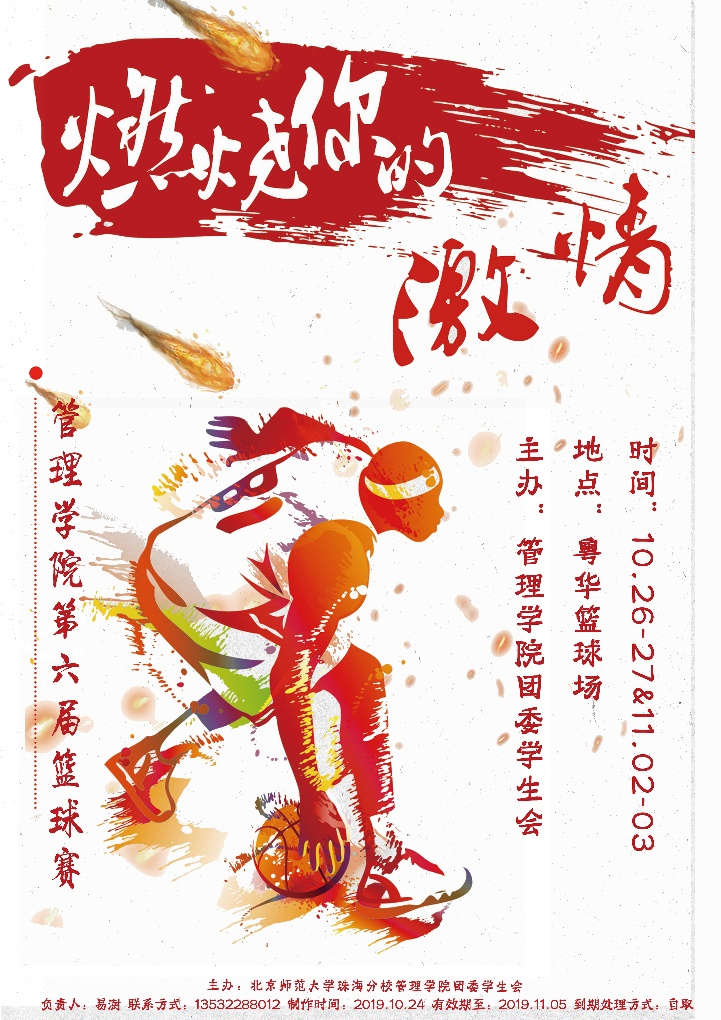 燃烧你的
激情
管理学院第六届篮球赛
时间：10.26-27&11.02-03
地点：粤华篮球场
主办：管理学院团委学生会
主办：北京师范大学珠海分校管理学院团委学生会
负责人：易澍 联系方式：13532288012 制作时间：2019.10.24 有效期至：2019.11.05 到期处理方式：自取